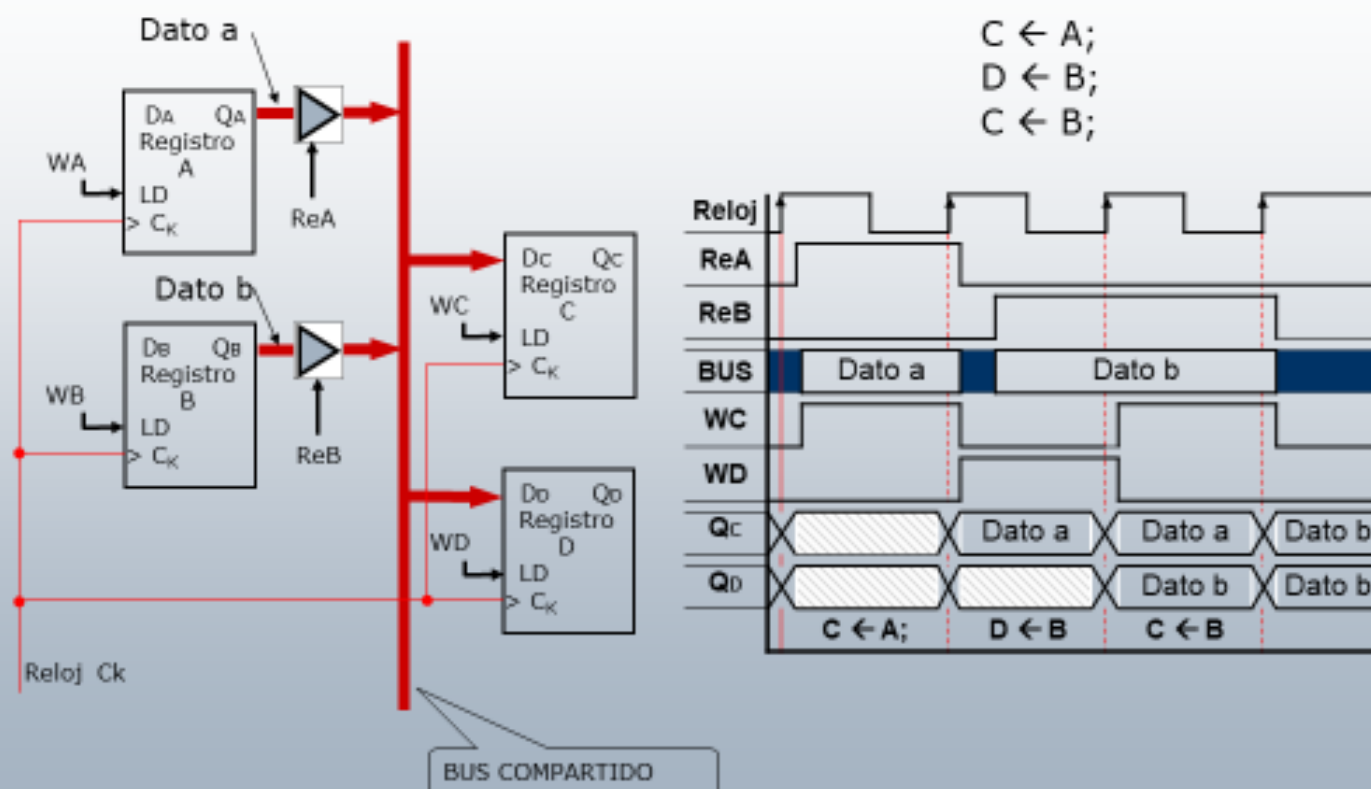 Dato a
DA QA
Registro
A
WA
LD
> CK
ReA
Dato b
DB QB
Registro
B
WB
LD
> CK
ReB
DC QC
Registro
C
WC
LD
> CK
DD QD
Registro
D
WD
LD
> CK
Reloj Ck
BUS COMPARTIDO
C ← A;
D ← B;
C ← B;
Reloj
ReA
ReB
BUS Dato a Dato b
WC
WD
QC Dato a Dato a Dato b
QD Dato b Dato b
C ← A; D ← B C ← B